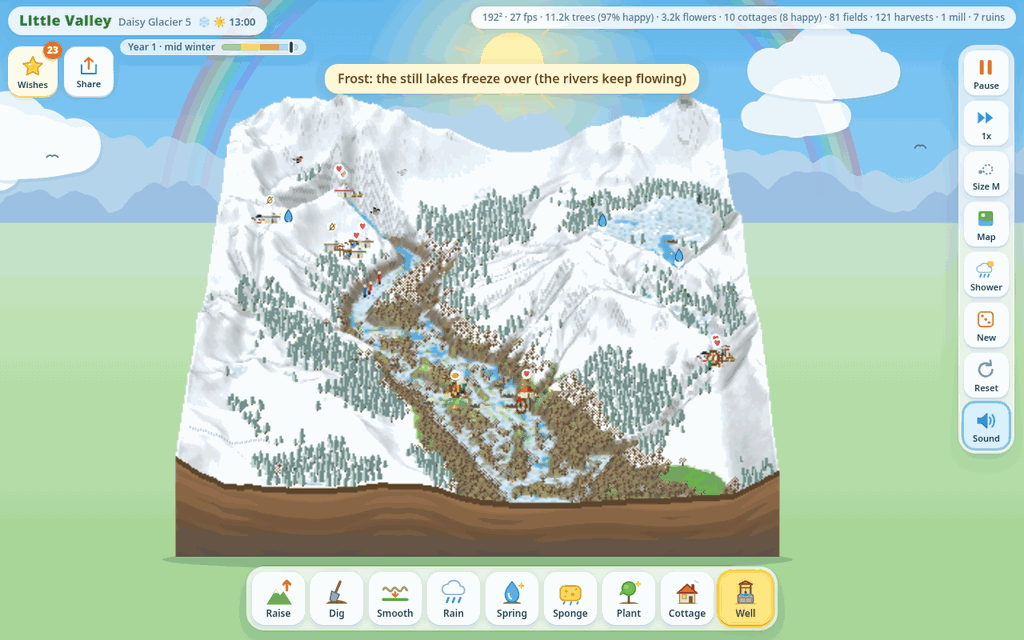 Little Valley Daisy Glacier 5 13:00
192² · 27 fps · 11.2k trees (97% happy) · 3.2k flowers · 10 cottages (8 happy) · 81 fields · 121 harvests · 1 mill · 7 ruins
Year 1 · mid winter
23
Wishes
Share
Frost: the still lakes freeze over (the rivers keep flowing)
Pause
1x
Size M
Map
Shower
New
Reset
Sound
Raise
Dig
Smooth
Rain
Spring
Sponge
Plant
Cottage
Well